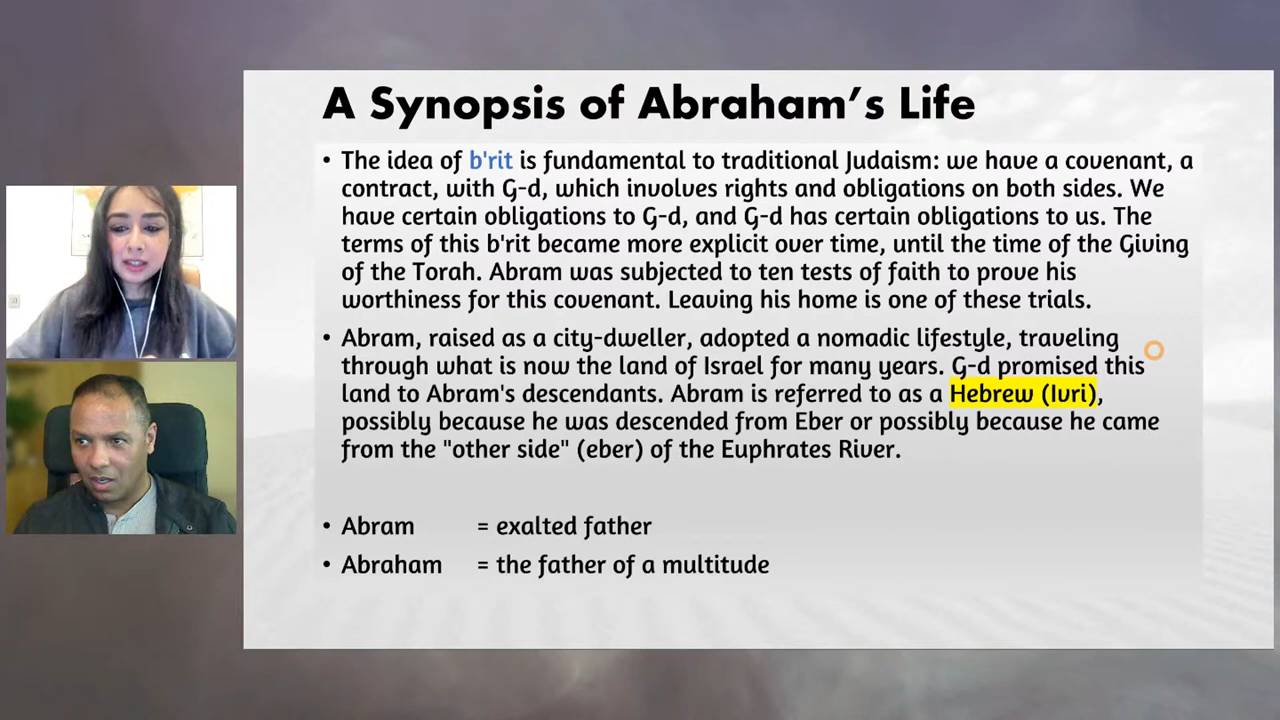 A Synopsis of Abraham's Life
• The idea of b'rit is fundamental to traditional Judaism: we have a covenant, a
contract, with G-d, which involves rights and obligations on both sides. We
have certain obligations to G-d, and G-d has certain obligations to us. The
terms of this b'rit became more explicit over time, until the time of the Giving
of the Torah. Abram was subjected to ten tests of faith to prove his
worthiness for this covenant. Leaving his home is one of these trials.
• Abram, raised as a city-dweller, adopted a nomadic lifestyle, traveling
through what is now the land of Israel for many years. G-d promised this
land to Abram's descendants. Abram is referred to as a Hebrew (Ivri),
possibly because he was descended from Eber or possibly because he came
from the "other side" (eber) of the Euphrates River.
• Abram = exalted father
• Abraham = the father of a multitude